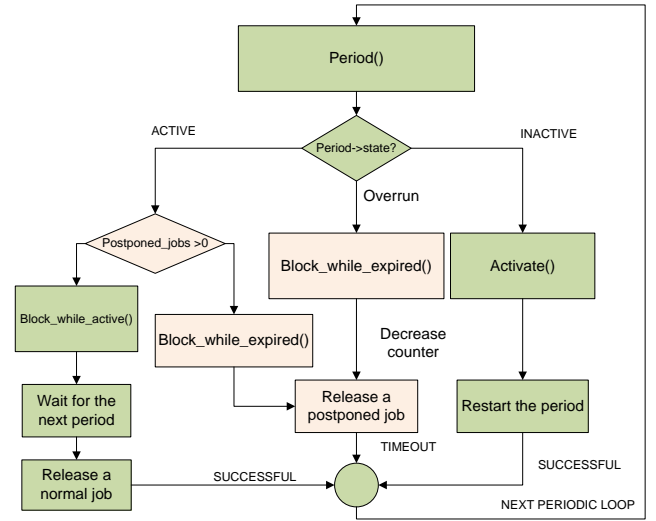 Period()
ACTIVE
INACTIVE
Period->state?
Overrun
Postponed_jobs >0
Block_while_expired()
Activate()
Block_while_active()
Block_while_expired()
Decrease
counter
Wait for the
next period
Release a
postponed job
Restart the period
TIMEOUT
Release a
normal job
SUCCESSFUL
SUCCESSFUL
NEXT PERIODIC LOOP